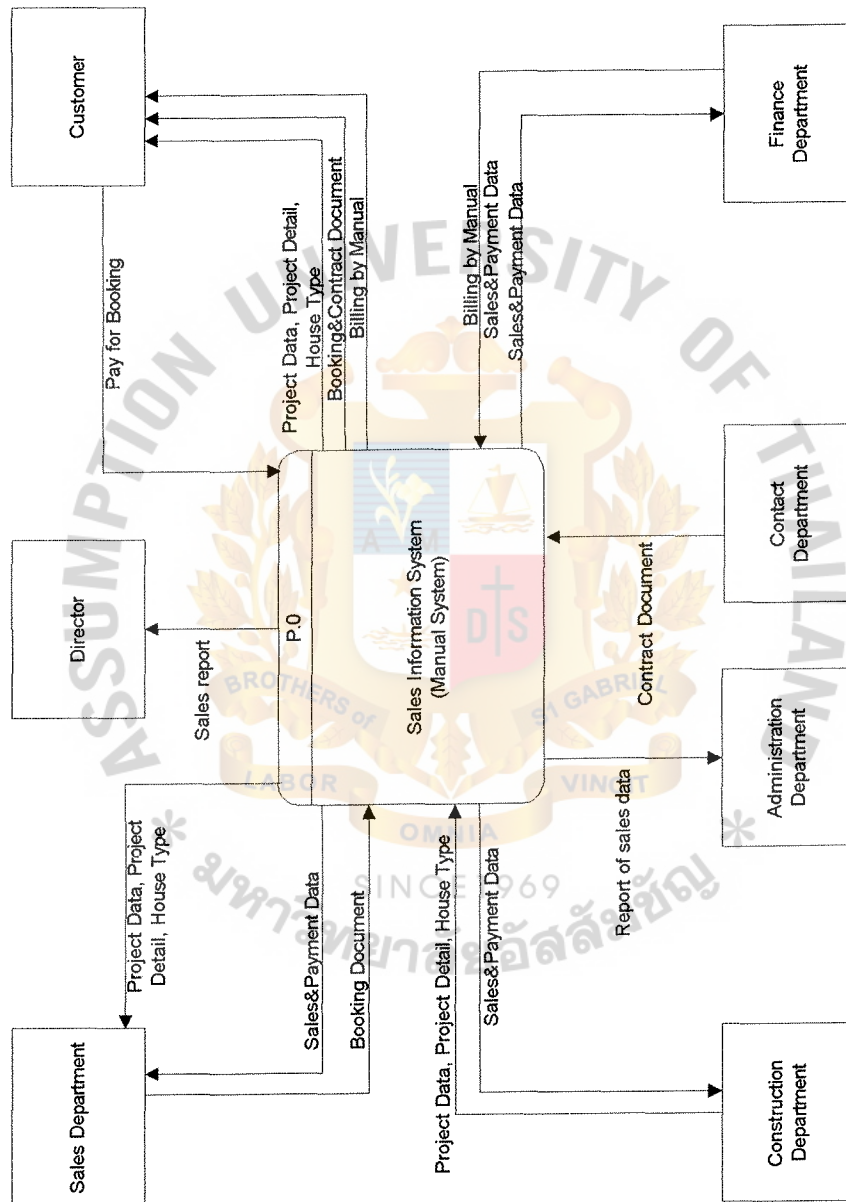 Sales Department
Director
Customer
Project Data, Project
Detail, House Type
Sales report
Pay for Booking
Sales&Payment Data
Booking Document
P.0
Sales Information System
(Manual System)
Project Data, Project Detail,
House Type
Booking&Contract Document
Billing by Manual
Project Data, Project Detail, House Type
Sales&Payment Data
Report of sales data
Contract Document
Billing by Manual
Sales&Payment Data
Sales&Payment Data
Construction
Department
Administration
Department
Contact
Department
Finance
Department
ASSUMPTION UNIVERSITY OF THAILAND
A M
D S
BROTHERS of ST GABRIEL
LABOR OMNIA VINCIT
SINCE 1969
* มหาวิทยาลัยอัสสัมชัญ *